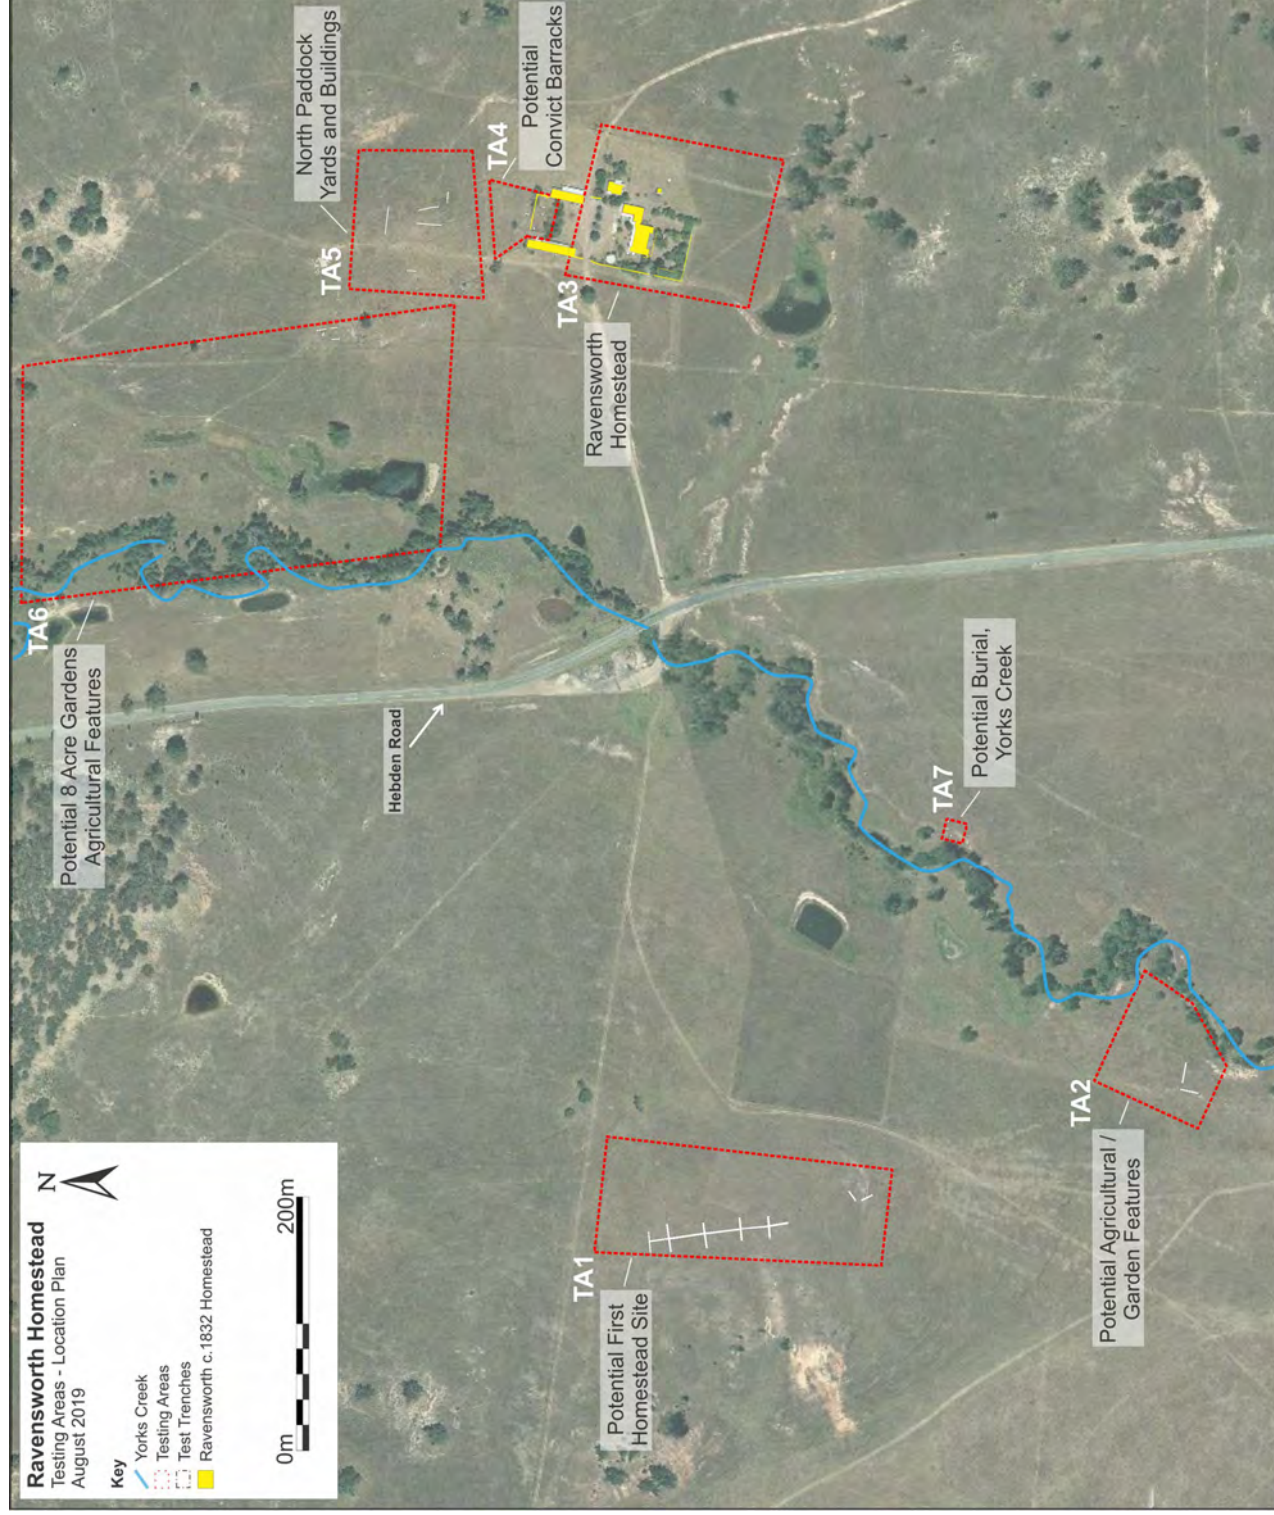 Ravensworth Homestead
Testing Areas - Location Plan
August 2019
Key
Yorks Creek
Testing Areas
Test Trenches
Ravensworth c.1832 Homestead
N
0m
200m
TA6
Potential 8 Acre Gardens
Agricultural Features
TA5
North Paddock
Yards and Buildings
TA4
Potential
Convict Barracks
TA3
Ravensworth
Homestead
Hebden Road
TA7
Potential Burial,
Yorks Creek
TA1
Potential First
Homestead Site
TA2
Potential Agricultural /
Garden Features